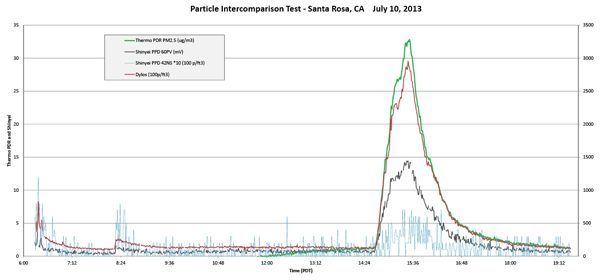 Particle Intercomparison Test - Santa Rosa, CA July 10, 2013
35
30
25
20
15
10
5
0
Thermo PDR and Shinyei
Thermo PDR PM2.5 (ug/m3)
Shinyei PPD 60PV (mV)
Shinyei PPD 42NS *10 (100 p/ft3)
Dylos (100p/ft3)
3500
3000
2500
2000
1500
1000
500
0
6:00 7:12 8:24 9:36 10:48 12:00 13:12 14:24 15:36 16:48 18:00 19:12
Time (PDT)